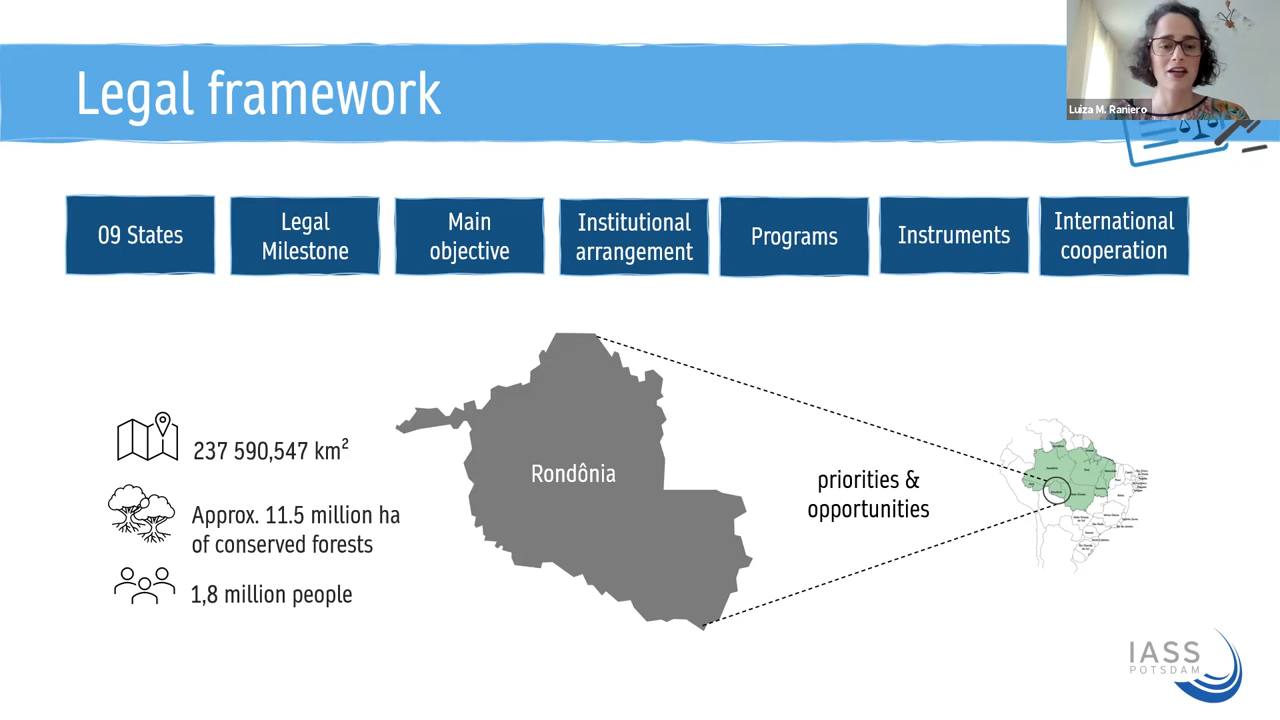 Legal framework
Luiza M. Raniero
09 States
Legal
Milestone
Main
objective
Institutional
arrangement
Programs
Instruments
International
cooperation
237 590,547 km²
Approx. 11.5 million ha
of conserved forests
1,8 million people
Rondônia
priorities &
opportunities
IASS
POTSDAM